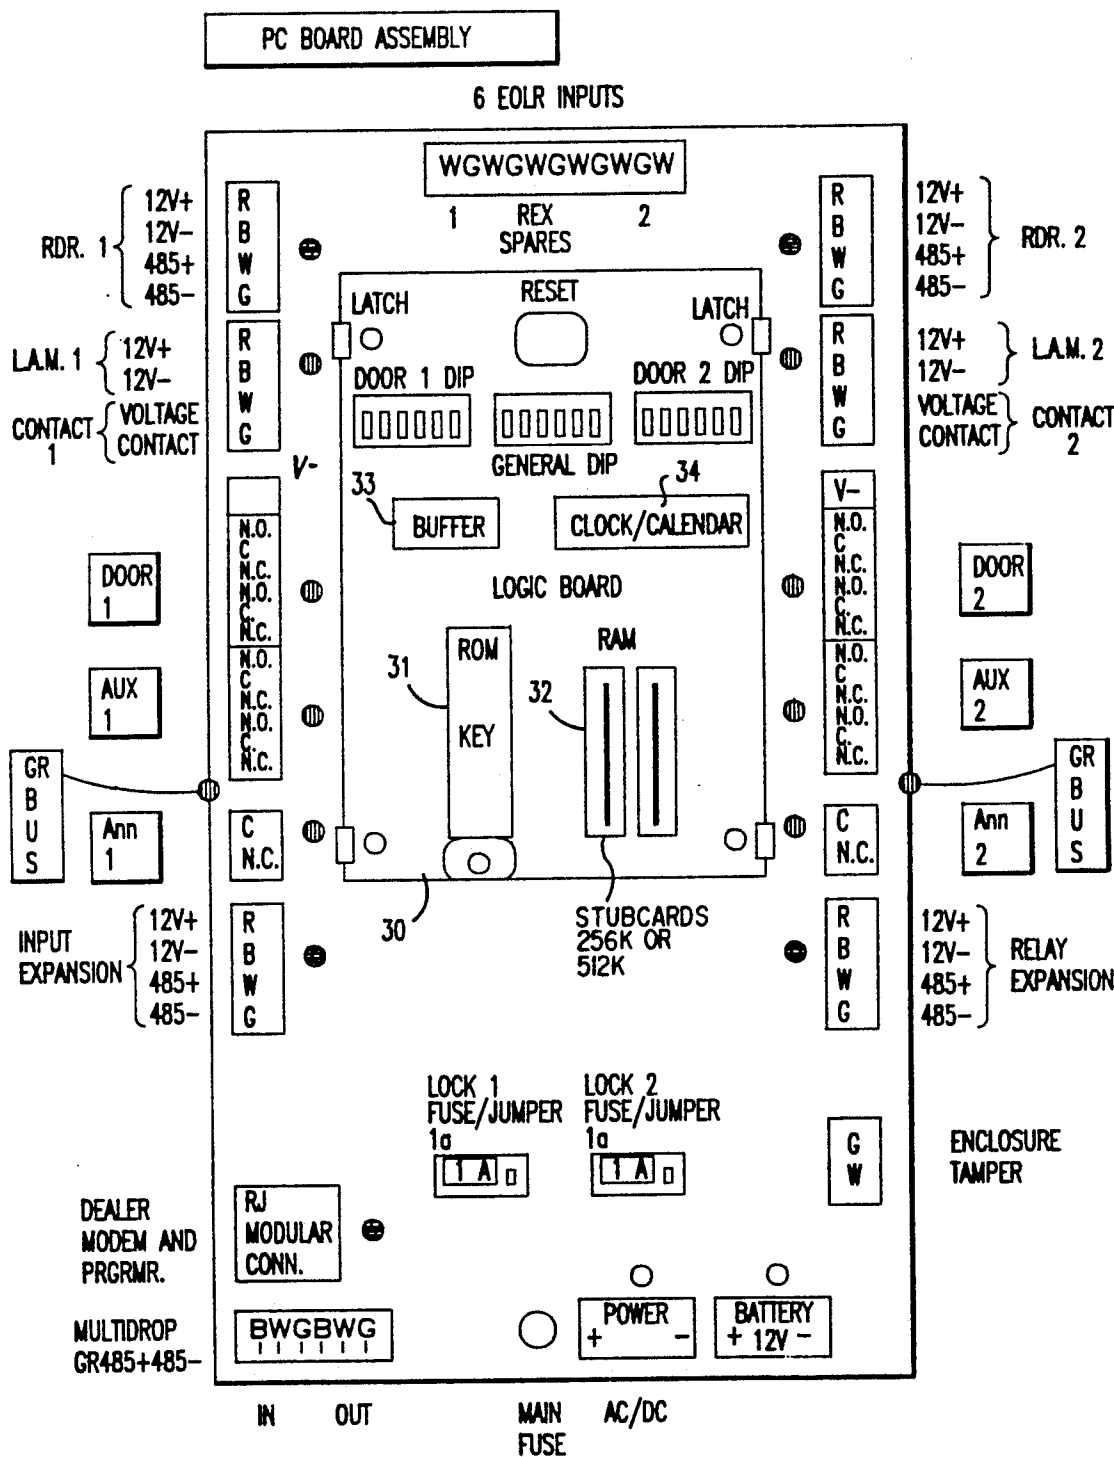 PC BOARD ASSEMBLY
6 EOLR INPUTS
WGWGWGWGWGW
1 REX 2
SPARES
RDR. 1
12V+
12V-
485+
485-
R
B
W
G
R
B
W
G
12V+
12V-
485+
485-
RDR. 2
LATCH
RESET
LATCH
L.A.M. 1
12V+
12V-
CONTACT
1
VOLTAGE
CONTACT
R
B
W
G
V-
R
B
W
G
12V+
12V-
L.A.M. 2
VOLTAGE
CONTACT
CONTACT
2
DOOR 1 DIP
DOOR 2 DIP
GENERAL DIP
33
BUFFER
34
CLOCK/CALENDAR
LOGIC BOARD
N.O.
C
N.C.
N.O.
C.
N.C.
N.O.
C
N.C.
N.O.
C.
N.C.
V-
N.O.
C
N.C.
N.O.
C.
N.C.
N.O.
C
N.C.
N.O.
C.
N.C.
DOOR
1
DOOR
2
AUX
1
AUX
2
31
ROM
KEY
RAM
32
GR
B
U
S
GR
B
U
S
Ann
1
C
N.C.
C
N.C.
Ann
2
30
STUBCARDS
256K OR
512K
INPUT
EXPANSION
12V+
12V-
485+
485-
R
B
W
G
R
B
W
G
12V+
12V-
485+
485-
RELAY
EXPANSION
LOCK 1
FUSE/JUMPER
1a
1 A
LOCK 2
FUSE/JUMPER
1a
1 A
G
W
ENCLOSURE
TAMPER
DEALER
MODEM AND
PRGRMR.
RJ
MODULAR
CONN.
MULTIDROP
GR485+485-
BWGBWG
POWER
+ -
BATTERY
+ 12V -
IN OUT
MAIN
FUSE
AC/DC